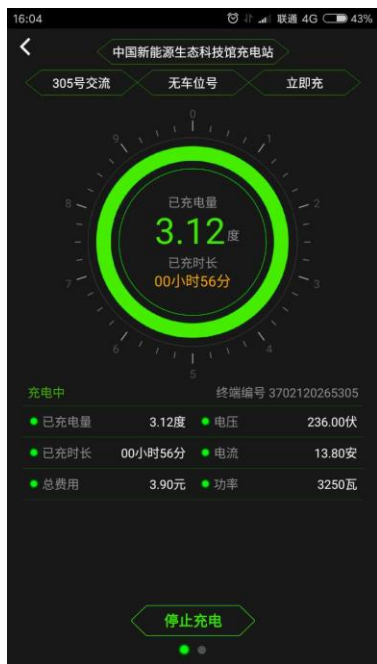 16:04 联通 4G 43%
中国新能源生态科技馆充电站
305号交流 无车位号 立即充
0
9 1
8 2
已充电量
3.12度
已充时长
00小时56分
7 3
6 4
5
充电中 终端编号 3702120265305
已充电量 3.12度 电压 236.00伏
已充时长 00小时56分 电流 13.80安
总费用 3.90元 功率 3250瓦
停止充电